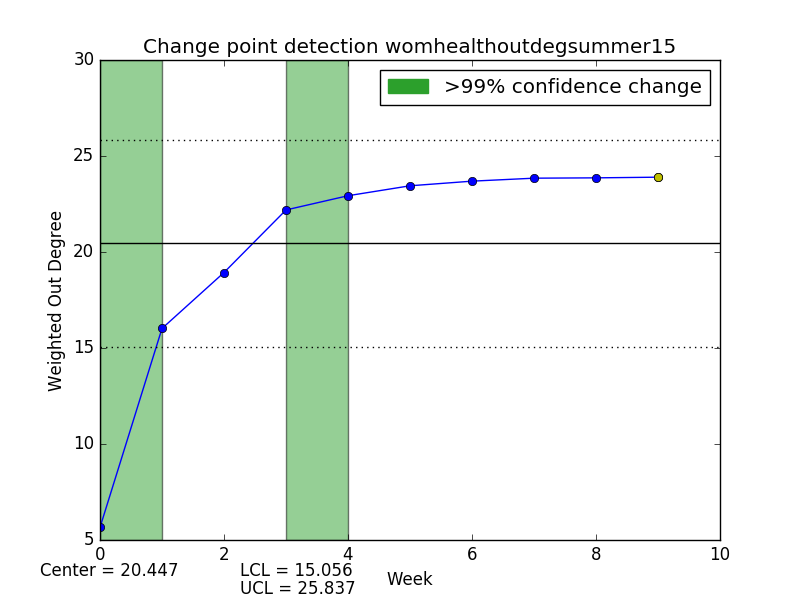 Change point detection womhealthoutdegsummer15
>99% confidence change
30
25
20
15
10
5
Weighted Out Degree
0 2 4 6 8 10
Week
Center = 20.447
LCL = 15.056
UCL = 25.837